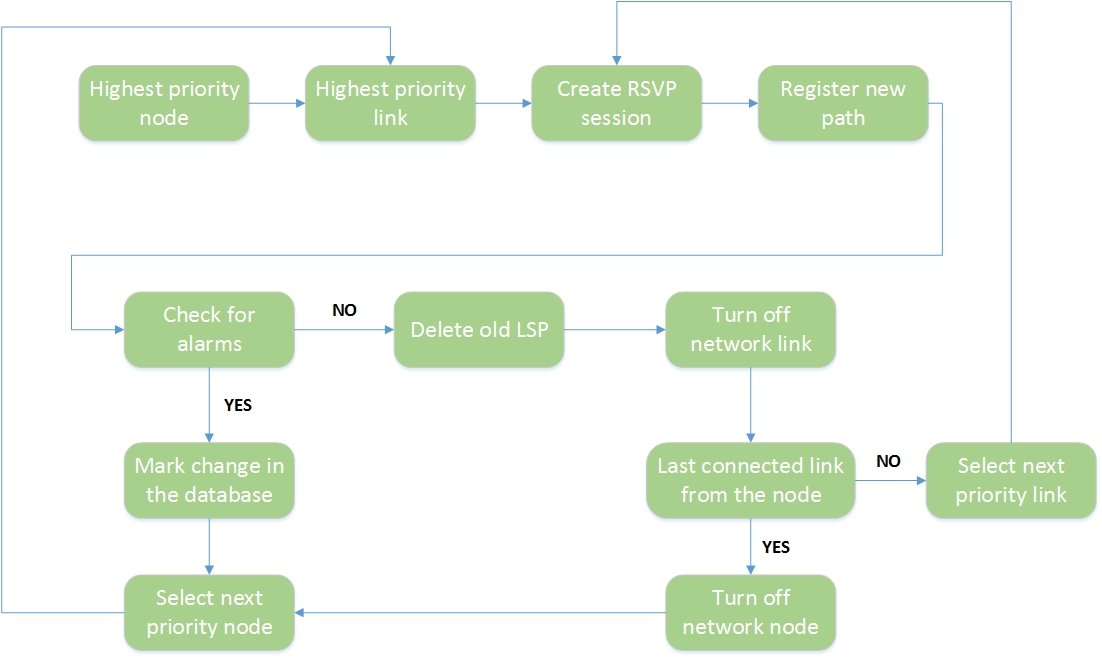 Highest priority
node
Highest priority
link
Create RSVP
session
Register new
path
Check for
alarms
NO
Delete old LSP
Turn off
network link
YES
Mark change in
the database
Last connected link
from the node
NO
Select next
priority link
YES
Select next
priority node
Turn off
network node